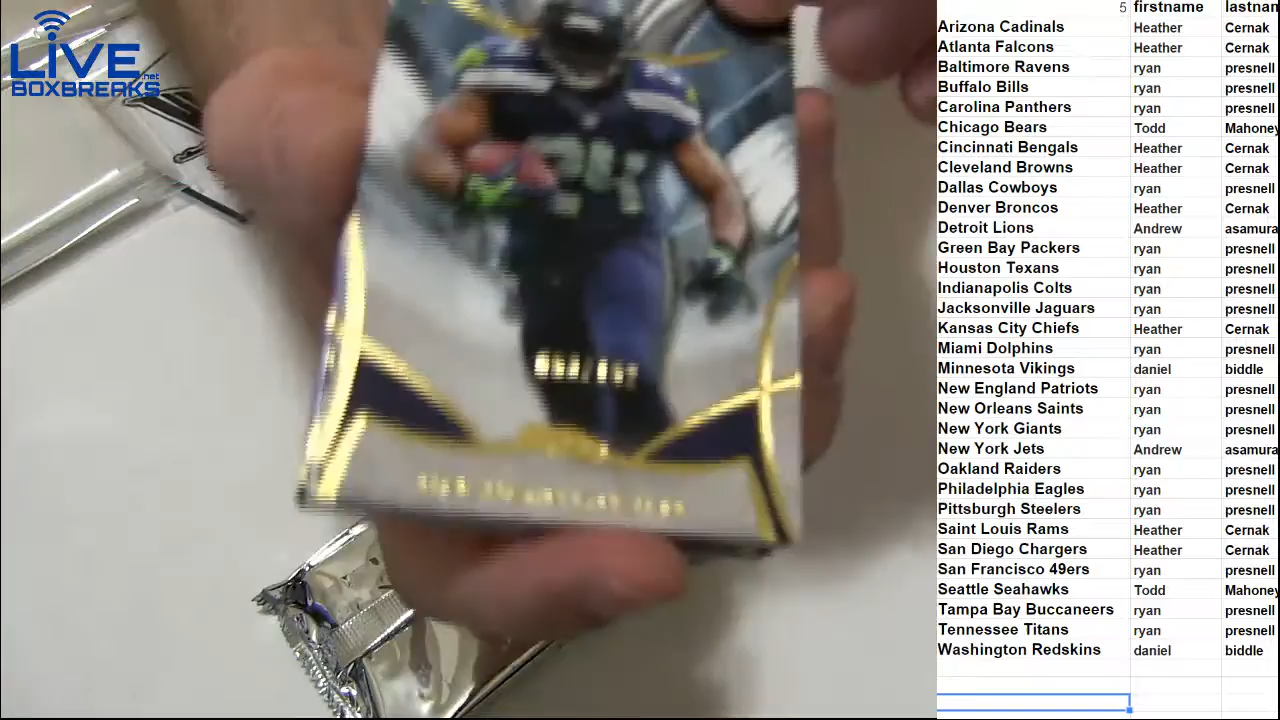 LIVE.net
BOXBREAKS
24
5 firstname lastnam
Arizona Cadinals Heather Cernak
Atlanta Falcons Heather Cernak
Baltimore Ravens ryan presnell
Buffalo Bills ryan presnell
Carolina Panthers ryan presnell
Chicago Bears Todd Mahoney
Cincinnati Bengals Heather Cernak
Cleveland Browns Heather Cernak
Dallas Cowboys ryan presnell
Denver Broncos Heather Cernak
Detroit Lions Andrew asamura
Green Bay Packers ryan presnell
Houston Texans ryan presnell
Indianapolis Colts ryan presnell
Jacksonville Jaguars ryan presnell
Kansas City Chiefs Heather Cernak
Miami Dolphins ryan presnell
Minnesota Vikings daniel biddle
New England Patriots ryan presnell
New Orleans Saints ryan presnell
New York Giants ryan presnell
New York Jets Andrew asamura
Oakland Raiders ryan presnell
Philadelphia Eagles ryan presnell
Pittsburgh Steelers ryan presnell
Saint Louis Rams Heather Cernak
San Diego Chargers Heather Cernak
San Francisco 49ers ryan presnell
Seattle Seahawks Todd Mahoney
Tampa Bay Buccaneers ryan presnell
Tennessee Titans ryan presnell
Washington Redskins daniel biddle